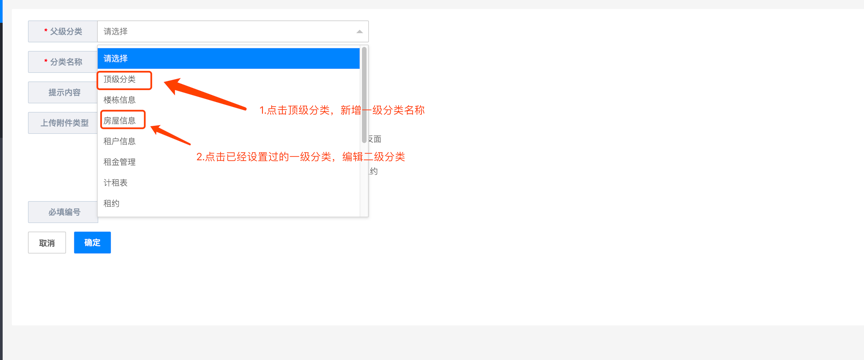 * 父级分类
请选择
* 分类名称
请选择
提示内容
顶级分类
1.点击顶级分类，新增一级分类名称
楼栋信息
上传附件类型
房屋信息
反面
租户信息
2.点击已经设置过的一级分类，编辑二级分类
租金管理
约
计租表
必填编号
租约
取消
确定